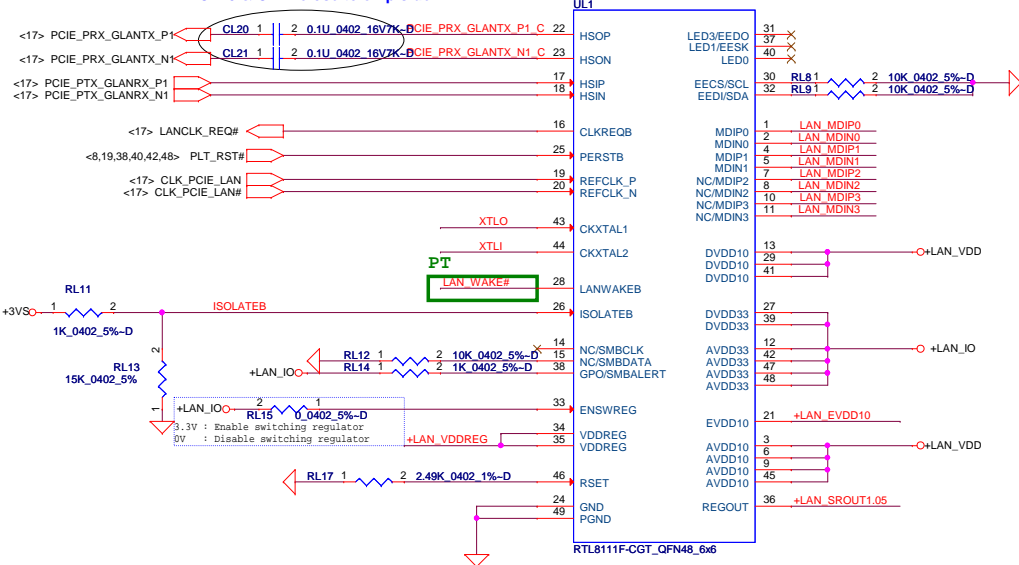 UL1
<17> PCIE_PRX_GLANTX_P1 CL20 1 2 0.1U_0402_16V7K~D PCIE_PRX_GLANTX_P1_C 22 HSOP
<17> PCIE_PRX_GLANTX_N1 CL21 1 2 0.1U_0402_16V7K~D PCIE_PRX_GLANTX_N1_C 23 HSON
<17> PCIE_PTX_GLANRX_P1 17 HSIP
<17> PCIE_PTX_GLANRX_N1 18 HSIN
<17> LANCLK_REQ# 16 CLKREQB
<8,19,38,40,42,48> PLT_RST# 25 PERSTB
<17> CLK_PCIE_LAN 19 REFCLK_P
<17> CLK_PCIE_LAN# 20 REFCLK_N
XTLO 43 CKXTAL1
XTLI 44 CKXTAL2
PT
LAN_WAKE# 28 LANWAKEB
RL11
+3VS 1 2 ISOLATEB 26 ISOLATEB
1K_0402_5%~D
2
RL13
15K_0402_5%
1
14 NC/SMBCLK
RL12 1 2 10K_0402_5%~D 15 NC/SMBDATA
+LAN_IO RL14 1 2 1K_0402_5%~D 38 GPO/SMBALERT
+LAN_IO 2 1 33 ENSWREG
RL15 0_0402_5%~D
3.3V : Enable switching regulator
0V : Disable switching regulator
34 VDDREG
+LAN_VDDREG 35 VDDREG
RL17 1 2 2.49K_0402_1%~D 46 RSET
24 GND
49 PGND
LED3/EEDO 31
LED1/EESK 37
LED0 40
EECS/SCL 30 RL8 1 2 10K_0402_5%~D
EEDI/SDA 32 RL9 1 2 10K_0402_5%~D
MDIP0 1 LAN_MDIP0
MDIN0 2 LAN_MDIN0
MDIP1 4 LAN_MDIP1
MDIN1 5 LAN_MDIN1
NC/MDIP2 7 LAN_MDIP2
NC/MDIN2 8 LAN_MDIN2
NC/MDIP3 10 LAN_MDIP3
NC/MDIN3 11 LAN_MDIN3
DVDD10 13 +LAN_VDD
DVDD10 29
DVDD10 41
DVDD33 27
DVDD33 39
AVDD33 12 +LAN_IO
AVDD33 42
AVDD33 47
AVDD33 48
EVDD10 21 +LAN_EVDD10
AVDD10 3 +LAN_VDD
AVDD10 6
AVDD10 9
AVDD10 45
REGOUT 36 +LAN_SROUT1.05
RTL8111F-CGT_QFN48_6x6